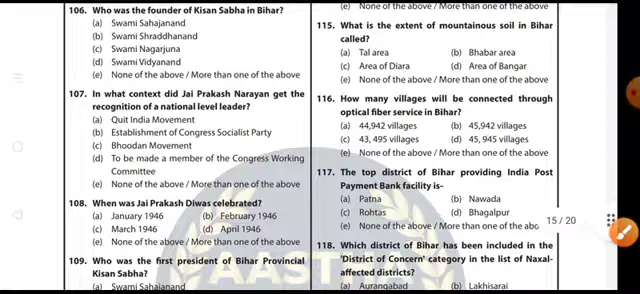 106. Who was the founder of Kisan Sabha in Bihar?
(a) Swami Sahajanand
(b) Swami Shraddhanand
(c) Swami Nagarjuna
(d) Swami Vidyanand
(e) None of the above / More than one of the above
107. In what context did Jai Prakash Narayan get the
recognition of a national level leader?
(a) Quit India Movement
(b) Establishment of Congress Socialist Party
(c) Bhoodan Movement
(d) To be made a member of the Congress Working
Committee
(e) None of the above / More than one of the above
108. When was Jai Prakash Diwas celebrated?
(a) January 1946 (b) February 1946
(c) March 1946 (d) April 1946
(e) None of the above / More than one of the above
109. Who was the first president of Bihar Provincial
Kisan Sabha?
(a) Swami Sahajanand
(e) None of the above / More than one of the above
115. What is the extent of mountainous soil in Bihar
called?
(a) Tal area (b) Bhabar area
(c) Area of Diara (d) Area of Bangar
(e) None of the above / More than one of the above
116. How many villages will be connected through
optical fiber service in Bihar?
(a) 44,942 villages (b) 45,942 villages
(c) 43, 495 villages (d) 45, 945 villages
(e) None of the above / More than one of the above
117. The top district of Bihar providing India Post
Payment Bank facility is-
(a) Patna (b) Nawada
(c) Rohtas (d) Bhagalpur
(e) None of the above / More than one of the abo
15 / 20
118. Which district of Bihar has been included in the
'District of Concern' category in the list of Naxal-
affected districts?
(a) Aurangabad (b) Lakhisarai